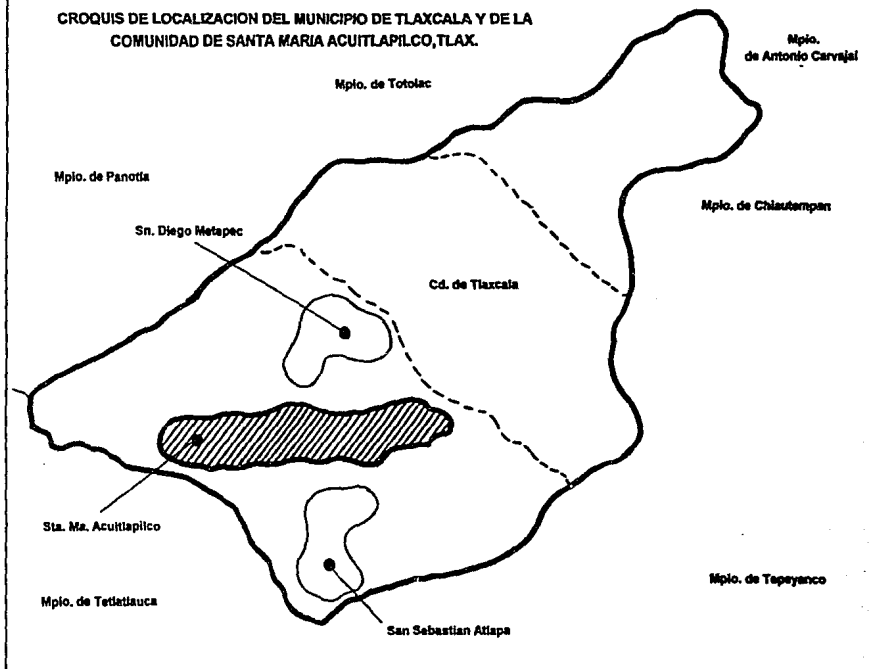 CROQUIS DE LOCALIZACION DEL MUNICIPIO DE TLAXCALA Y DE LA
COMUNIDAD DE SANTA MARIA ACUITLAPILCO,TLAX.
Mpio.
de Antonio Carvajal
Mpio. de Totolac
Mpio. de Panotla
Mpio. de Chiautempan
Sn. Diego Metepec
Cd. de Tlaxcala
Sta. Ma. Acuitlapilco
Mpio. de Tepeyanco
Mpio. de Tetlatlauca
San Sebastian Atlapa